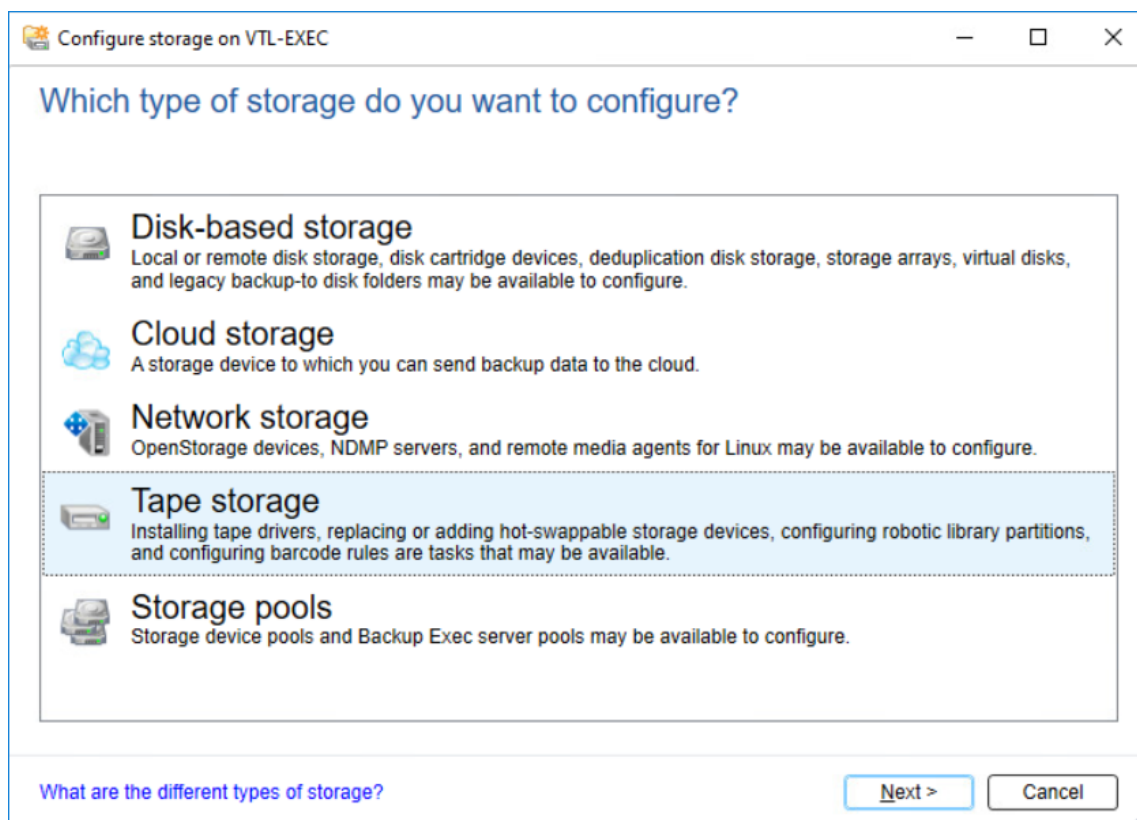 Configure storage on VTL-EXEC
Which type of storage do you want to configure?
Disk-based storage
Local or remote disk storage, disk cartridge devices, deduplication disk storage, storage arrays, virtual disks,
and legacy backup-to disk folders may be available to configure.
Cloud storage
A storage device to which you can send backup data to the cloud.
Network storage
OpenStorage devices, NDMP servers, and remote media agents for Linux may be available to configure.
Tape storage
Installing tape drivers, replacing or adding hot-swappable storage devices, configuring robotic library partitions,
and configuring barcode rules are tasks that may be available.
Storage pools
Storage device pools and Backup Exec server pools may be available to configure.
What are the different types of storage?
Next >
Cancel